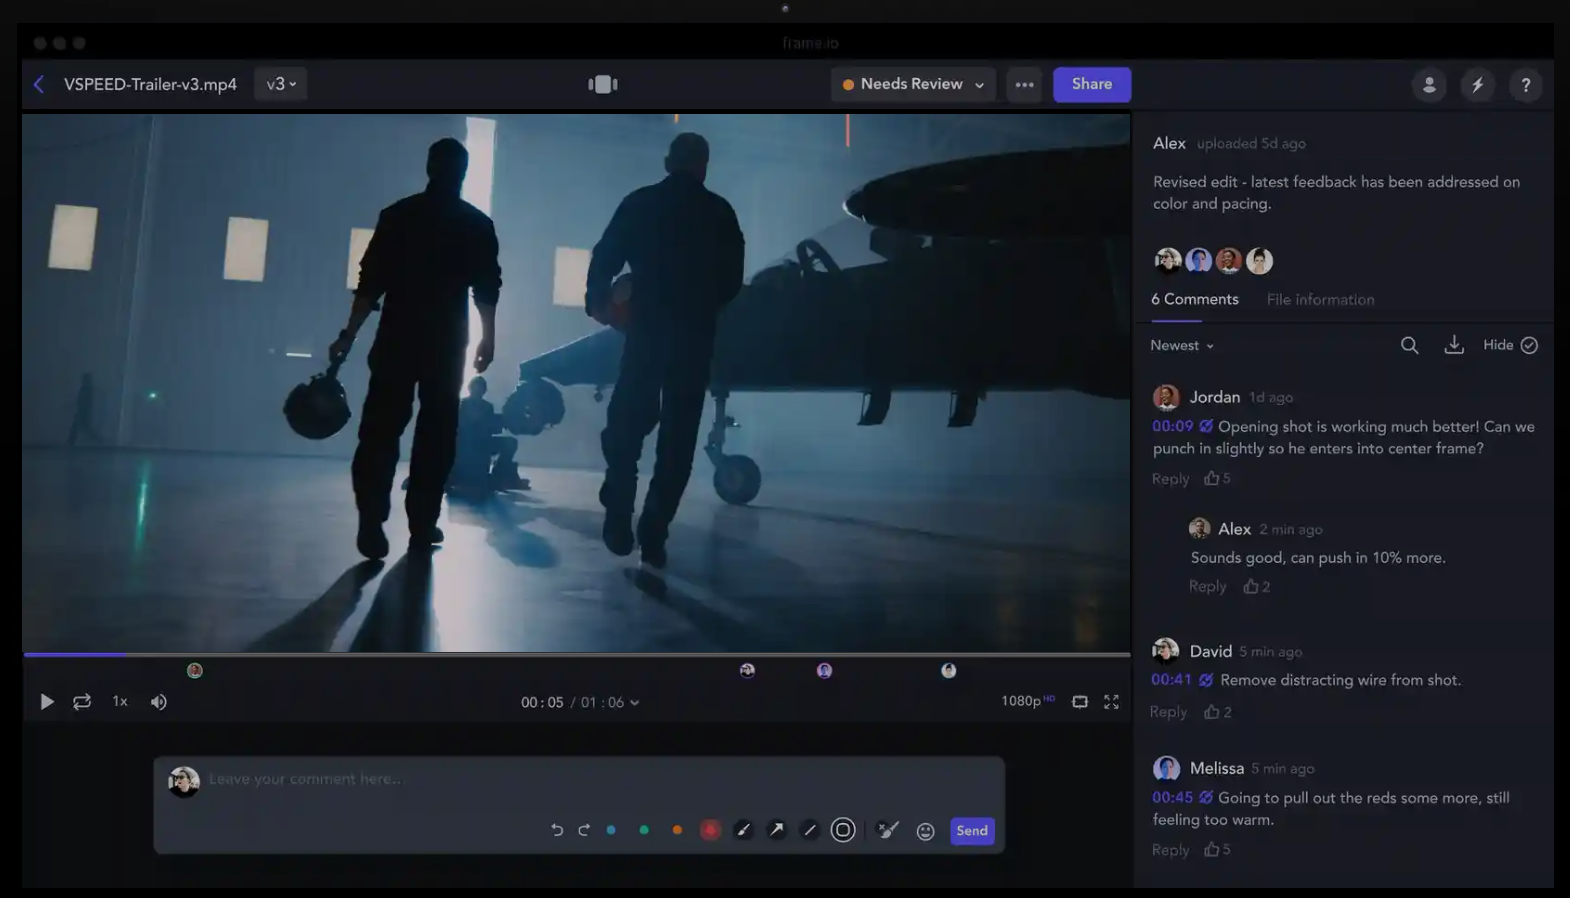 frame.io
VSPEED-Trailer-v3.mp4
v3
Needs Review
Share
?
Alex uploaded 5d ago
Revised edit - latest feedback has been addressed on
color and pacing.
6 Comments File information
Newest
Hide
Jordan 1d ago
00:09 Opening shot is working much better! Can we
punch in slightly so he enters into center frame?
Reply 5
Alex 2 min ago
Sounds good, can push in 10% more.
Reply 2
David 5 min ago
00:41 Remove distracting wire from shot.
Reply 2
Melissa 5 min ago
00:45 Going to pull out the reds some more, still
feeling too warm.
Reply 5
1x
00:05 / 01:06
1080p HD
Leave your comment here...
Send